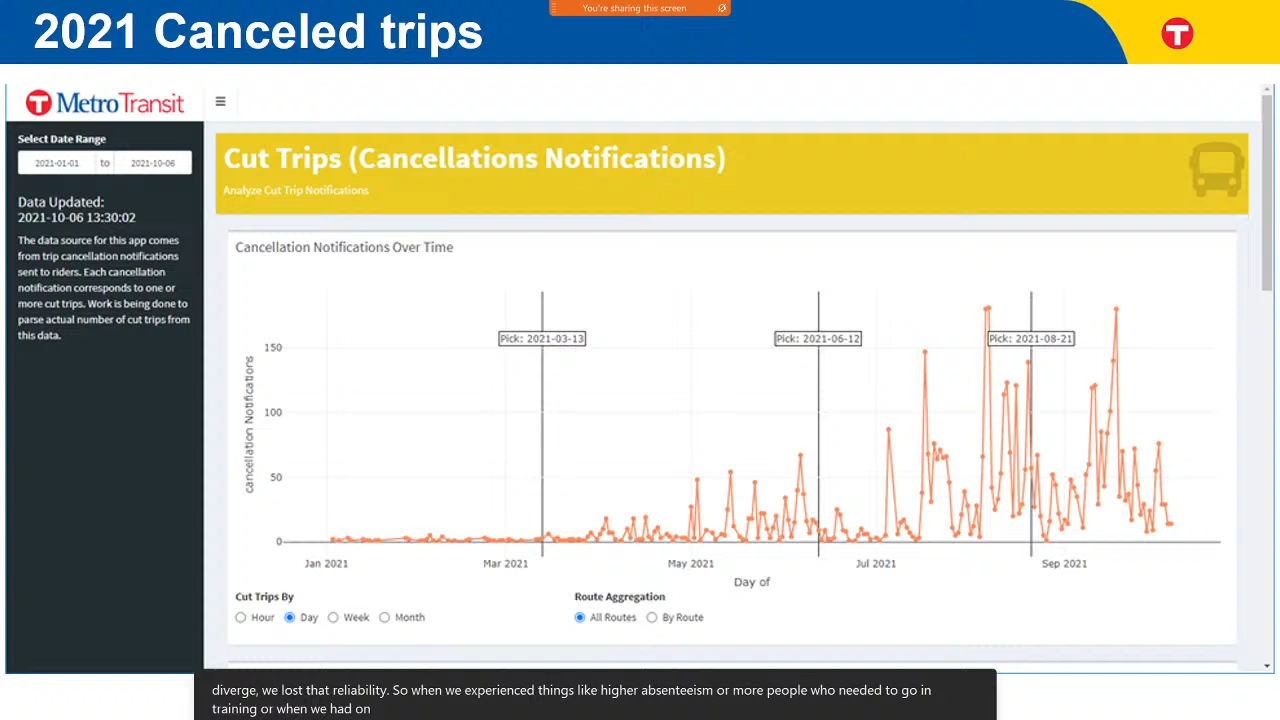 You're sharing this screen
2021 Canceled trips
T
T MetroTransit
Select Date Range
2021-01-01 to 2021-10-06
Data Updated:
2021-10-06 13:30:02
The data source for this app comes
from trip cancellation notifications
sent to riders. Each cancellation
notification corresponds to one or
more cut trips. Work is being done to
parse actual number of cut trips from
this data.
Cut Trips (Cancellations Notifications)
Analyze Cut Trip Notifications
Cancellation Notifications Over Time
cancellation Notifications
150
100
50
0
Pick: 2021-03-13
Pick: 2021-06-12
Pick: 2021-08-21
Jan 2021
Mar 2021
May 2021
Jul 2021
Sep 2021
Day of
Cut Trips By
Hour Day Week Month
Route Aggregation
All Routes By Route
diverge, we lost that reliability. So when we experienced things like higher absenteeism or more people who needed to go in
training or when we had on